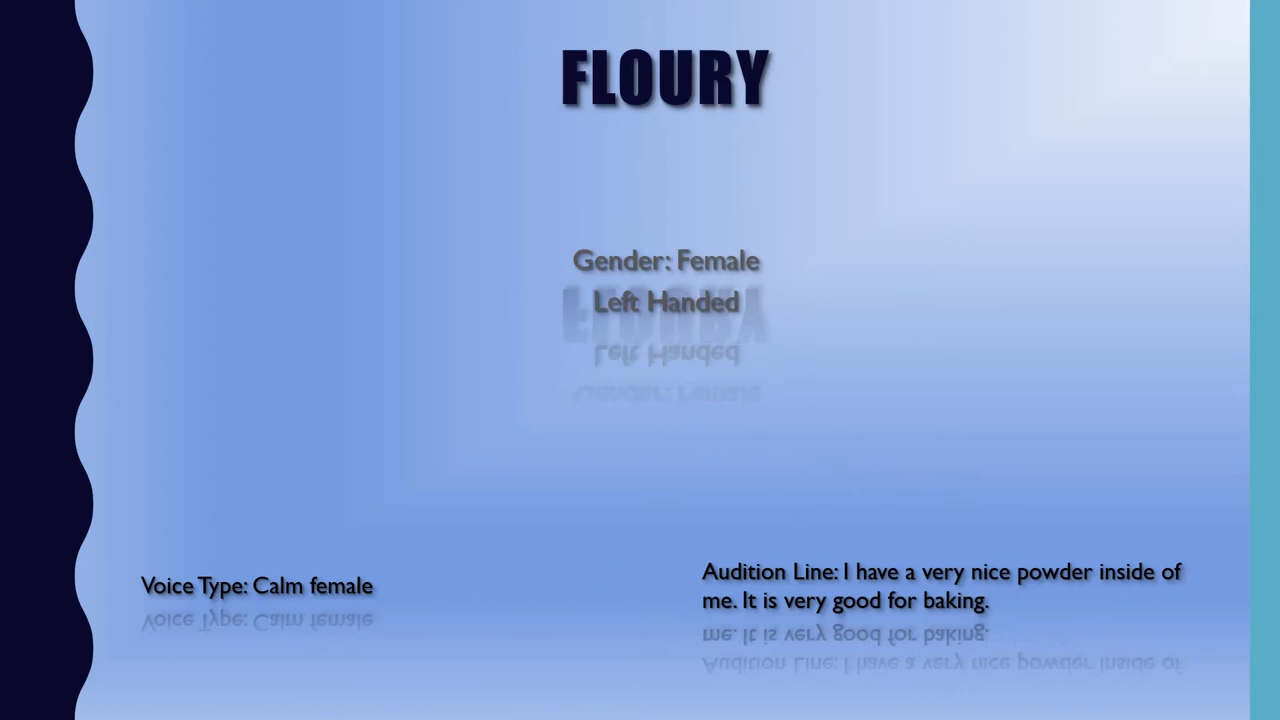 FLOURY
Gender: Female
Left Handed
Voice Type: Calm female
Audition Line: I have a very nice powder inside of
me. It is very good for baking.